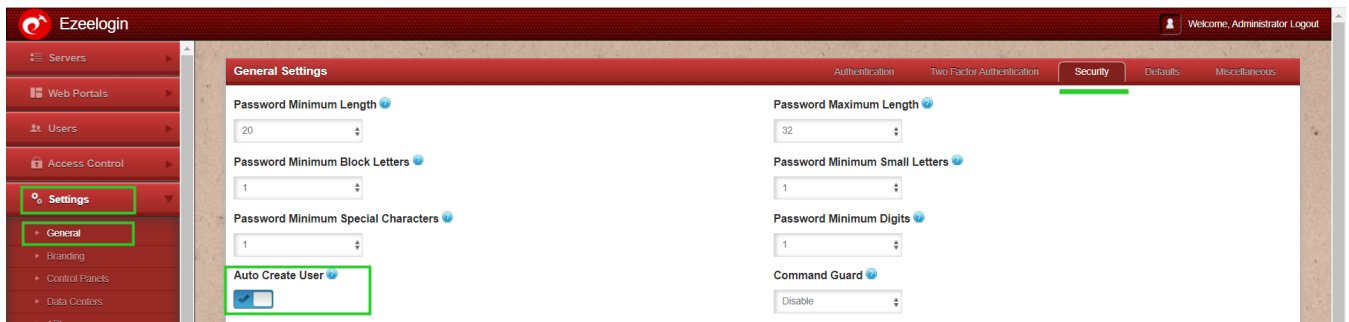 Ezeelogin
Welcome, Administrator Logout
Servers
Web Portals
Users
Access Control
Settings
General
Branding
Control Panels
Data Centers
General Settings
Authentication
Two Factor Authentication
Security
Defaults
Miscellaneous
Password Minimum Length
20
Password Maximum Length
32
Password Minimum Block Letters
1
Password Minimum Small Letters
1
Password Minimum Special Characters
1
Password Minimum Digits
1
Auto Create User
Command Guard
Disable